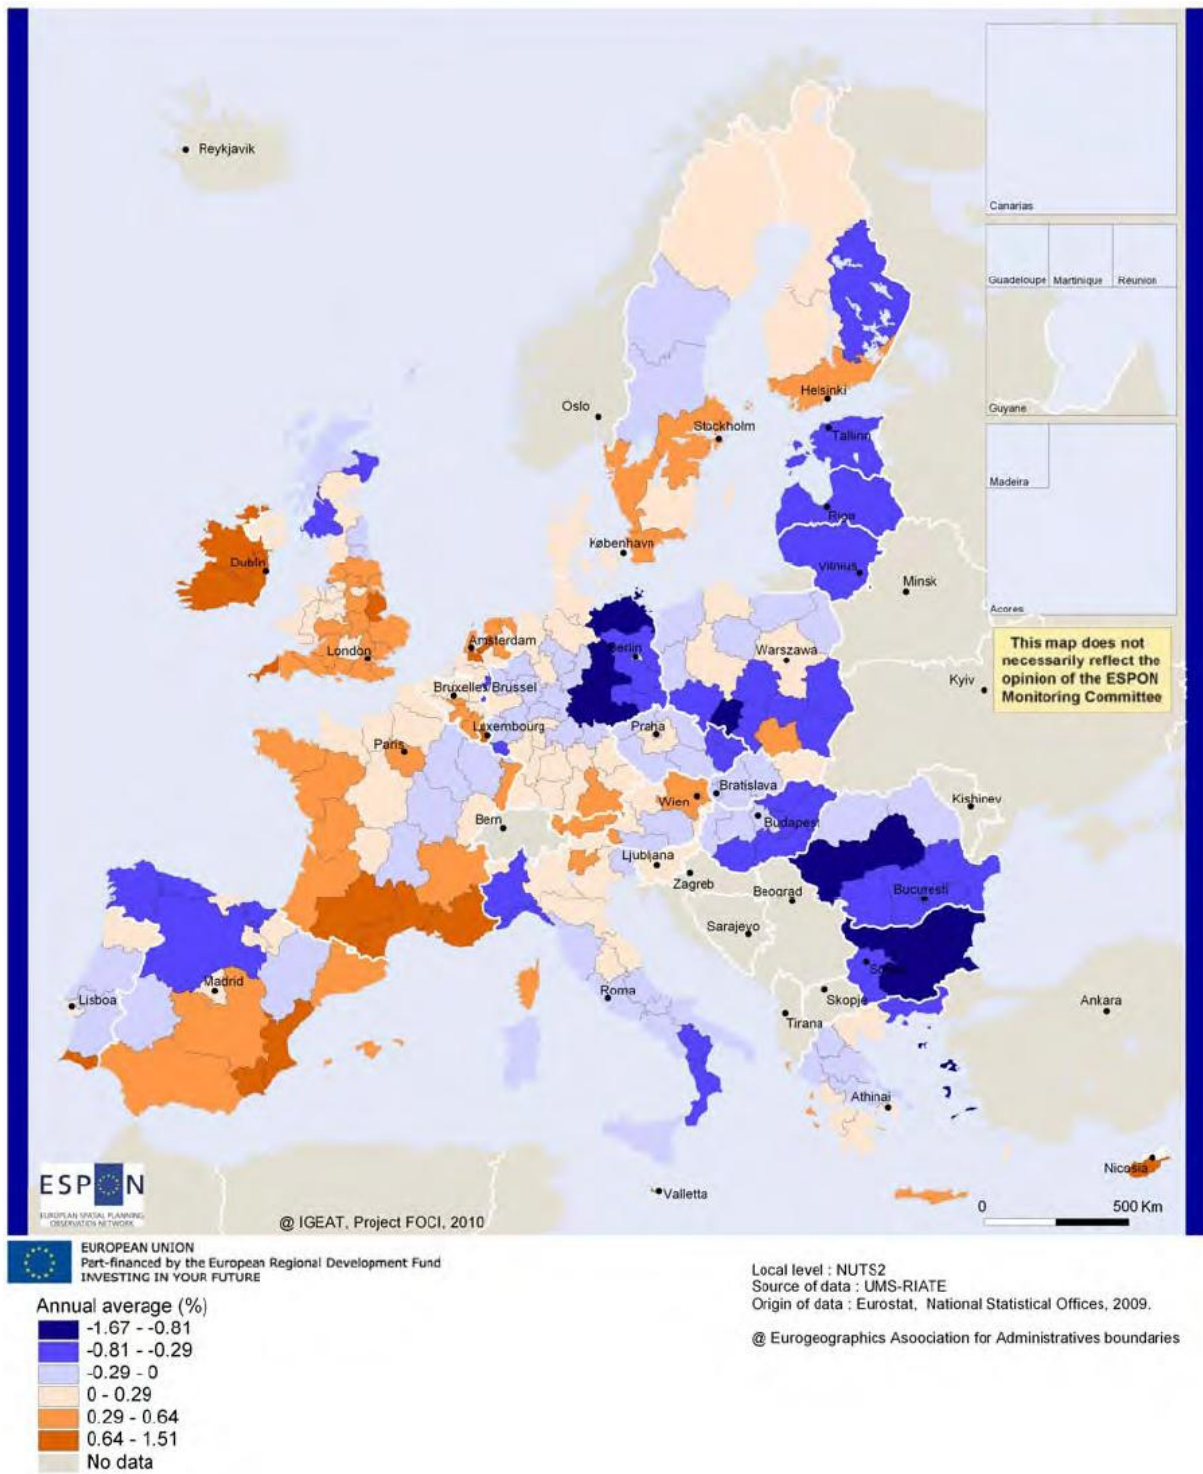 Reykjavik
Canarias
Guadeloupe
Martinique
Réunion
Guyane
Madeira
Acores
Oslo
Helsinki
Stockholm
Tallinn
Riga
København
Vilnius
Minsk
Dublin
Amsterdam
Berlin
Warszawa
This map does not
necessarily reflect the
opinion of the ESPON
Monitoring Committee
London
Kyiv
Bruxelles/Brussel
Luxembourg
Praha
Paris
Bratislava
Wien
Kishinev
Bern
Budapest
Ljubljana
Zagreb
Beograd
Bucuresti
Sarajevo
Madrid
Lisboa
Roma
Skopje
Tirana
Ankara
Athinai
Nicosia
Valletta
0 500 Km
ESPON
EUROPEAN SPATIAL PLANNING
OBSERVATION NETWORK
@ IGEAT, Project FOCI, 2010
EUROPEAN UNION
Part-financed by the European Regional Development Fund
INVESTING IN YOUR FUTURE
Local level : NUTS2
Source of data : UMS-RIATE
Origin of data : Eurostat, National Statistical Offices, 2009.
@ Eurogeographics Asoociation for Administratives boundaries
Annual average (%)
-1.67 - -0.81
-0.81 - -0.29
-0.29 - 0
0 - 0.29
0.29 - 0.64
0.64 - 1.51
No data